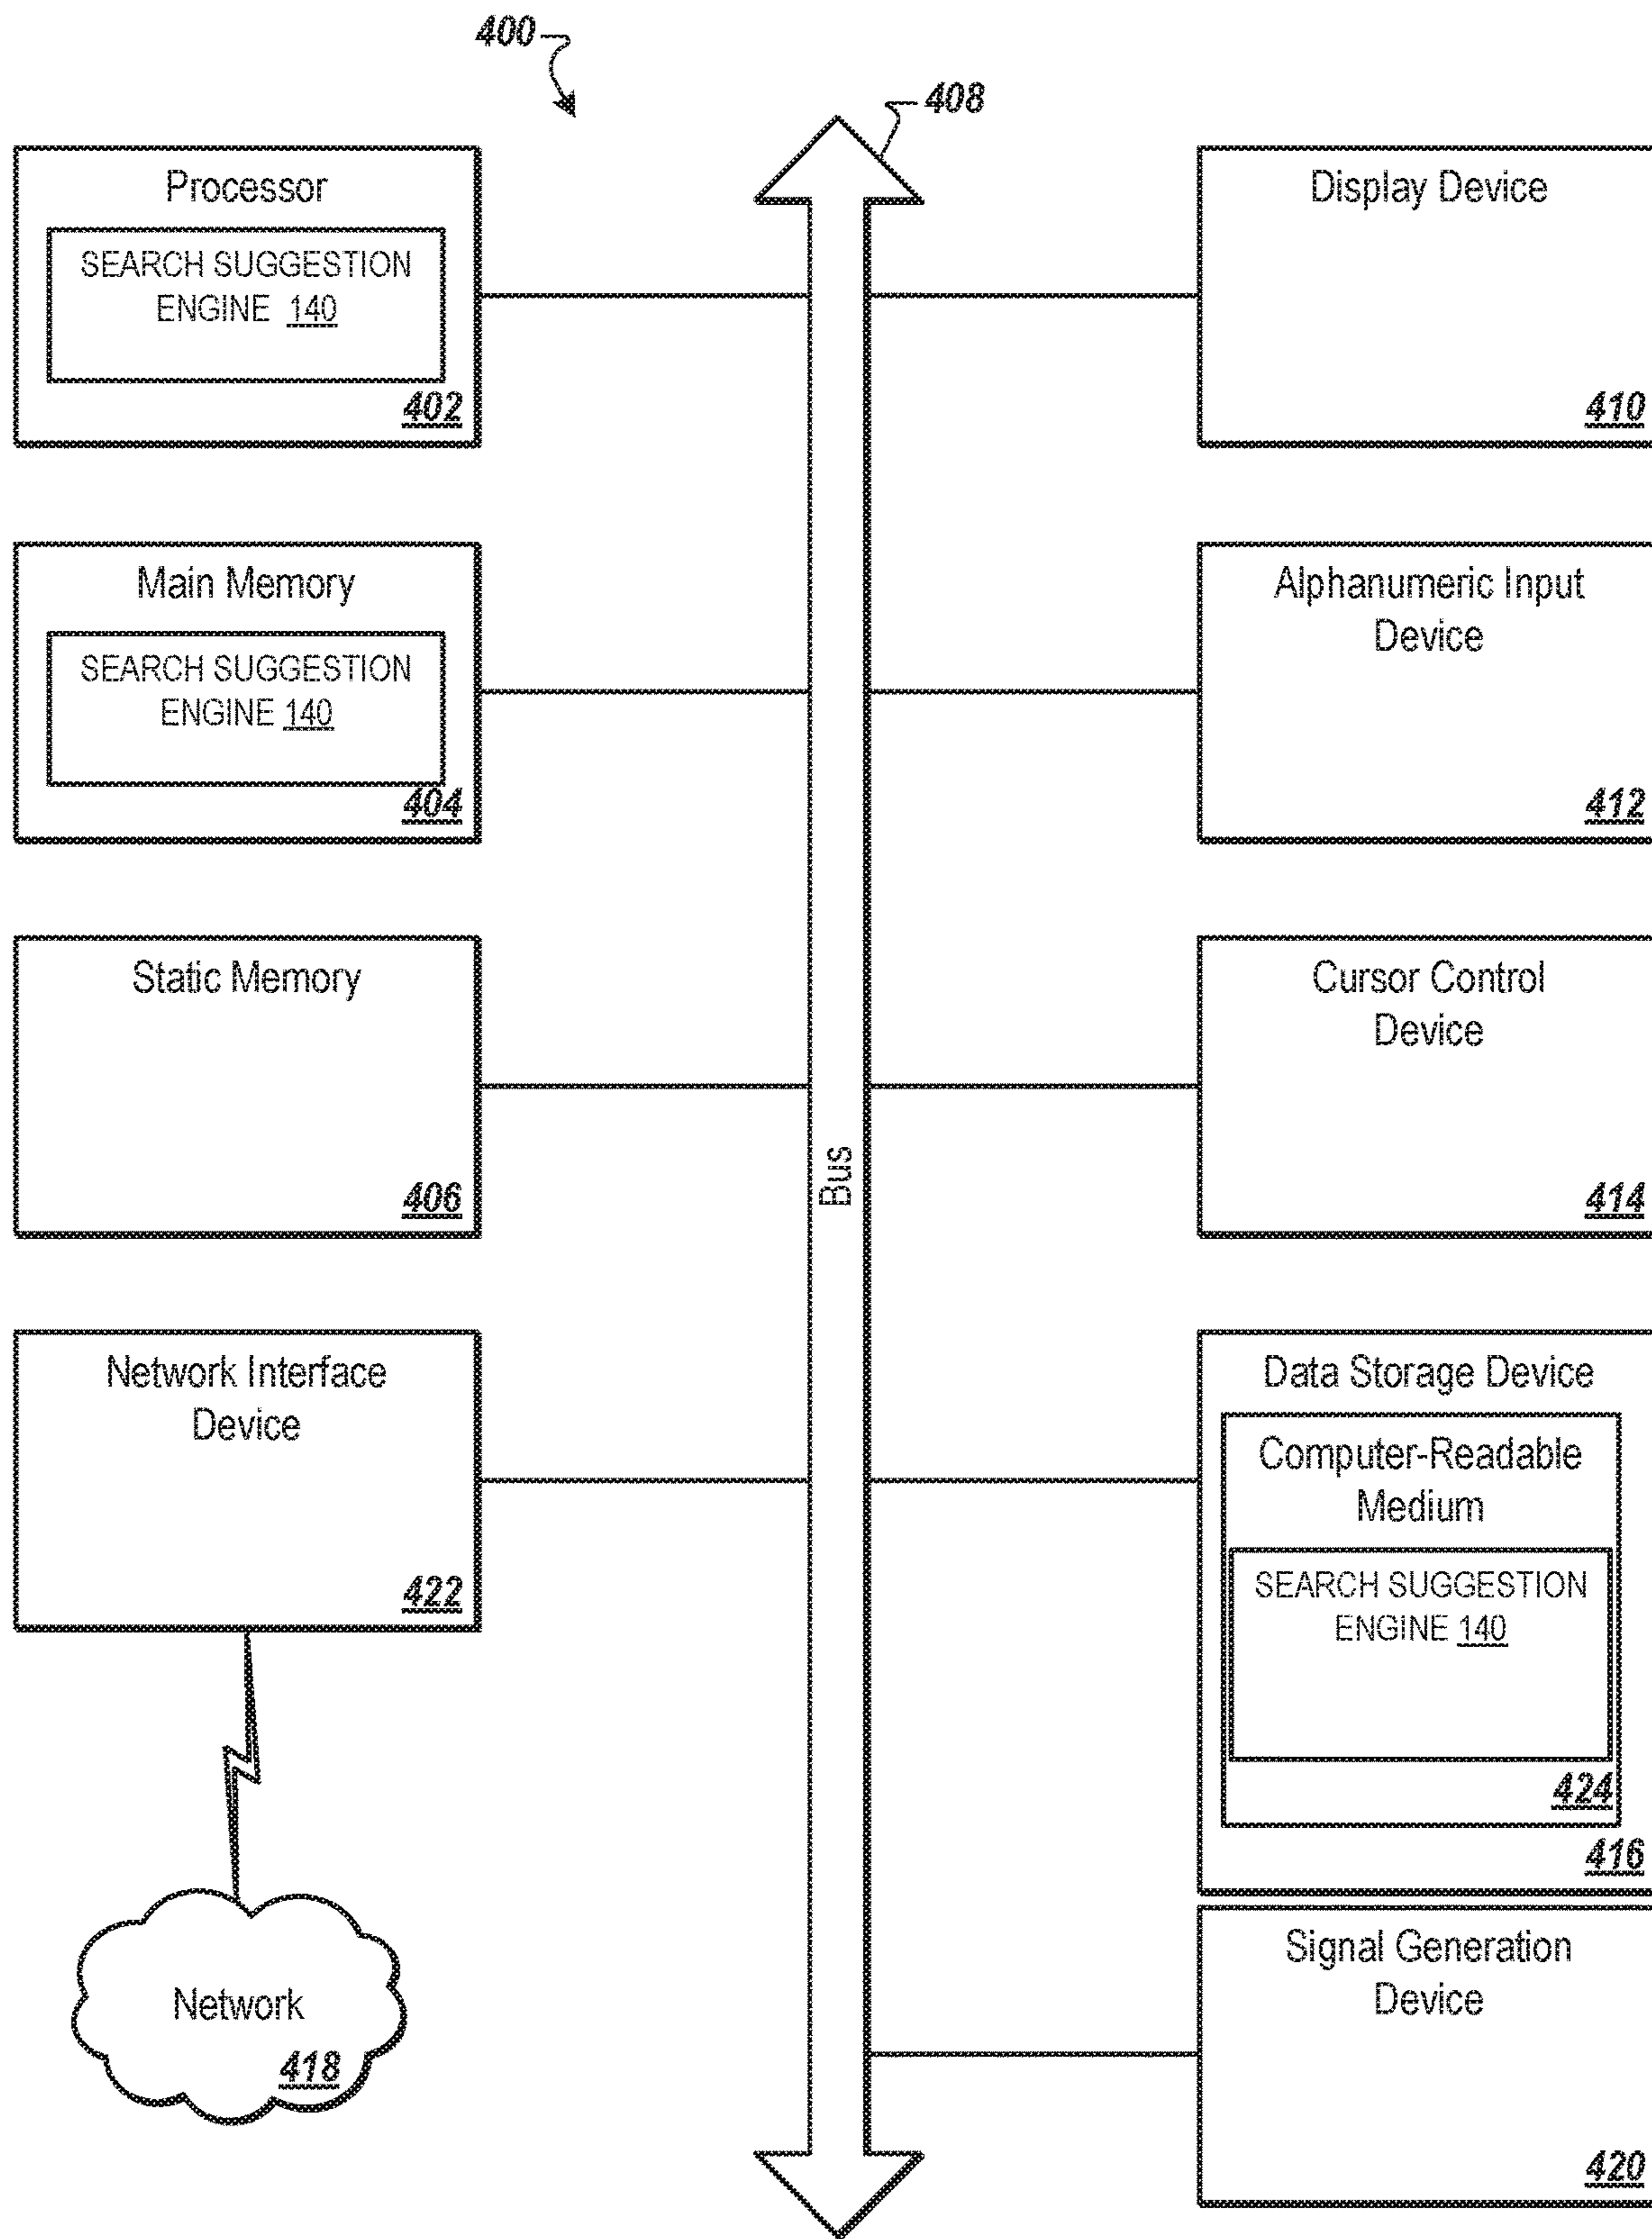 400
408
Processor
SEARCH SUGGESTION
ENGINE 140
402
Display Device
410
Main Memory
SEARCH SUGGESTION
ENGINE 140
404
Alphanumeric Input
Device
412
Static Memory
406
Cursor Control
Device
414
Bus
Network Interface
Device
422
Data Storage Device
Computer-Readable
Medium
SEARCH SUGGESTION
ENGINE 140
424
416
Network
418
Signal Generation
Device
420